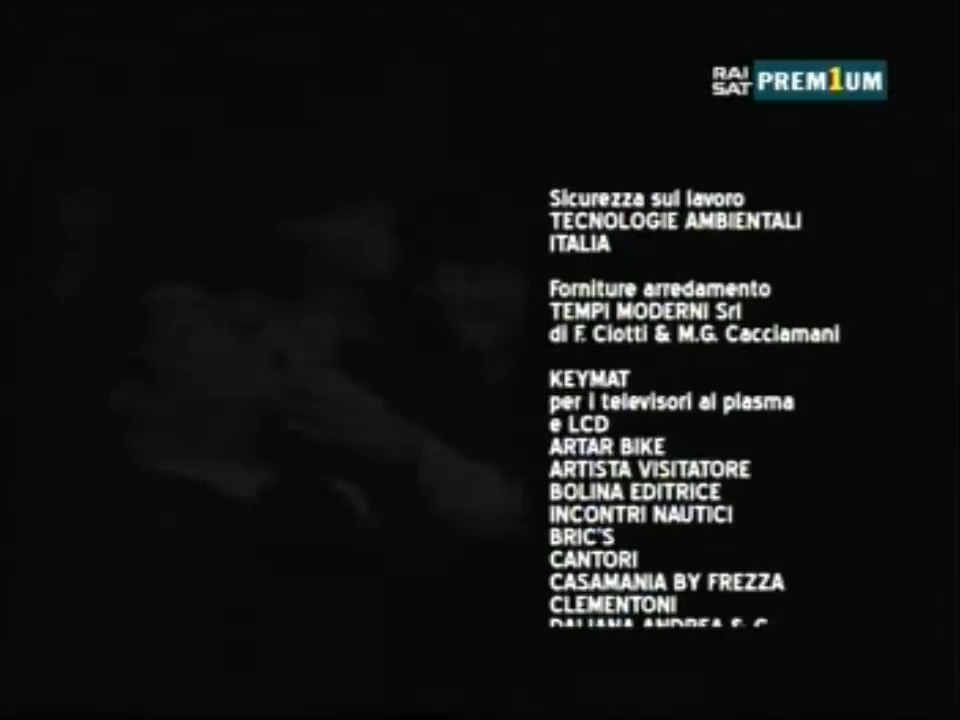 RAI
SAT PREM1UM
Sicurezza sul lavoro
TECNOLOGIE AMBIENTALI
ITALIA
Forniture arredamento
TEMPI MODERNI Srl
di F. Ciotti & M.G. Cacciamani
KEYMAT
per i televisori al plasma
e LCD
ARTAR BIKE
ARTISTA VISITATORE
BOLINA EDITRICE
INCONTRI NAUTICI
BRIC'S
CANTORI
CASAMANIA BY FREZZA
CLEMENTONI